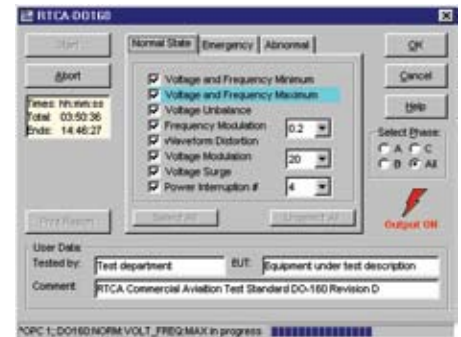 RTCA-DO160
Start
Abort
Times: hh:mm:ss
Total: 03:50:36
Ends: 14:46:27
Print Report
Normal State
Emergency
Abnormal
Voltage and Frequency Minimum
Voltage and Frequency Maximum
Voltage Unbalance
Frequency Modulation 0.2
Waveform Distortion
Voltage Modulation 20
Voltage Surge
Power Interruption # 4
Select All
Unselect All
OK
Cancel
Help
Select Phase:
A C
B All
Output ON
User Data
Tested by: Test department EUT: Equipment under test description
Comment RTCA Commercial Aviation Test Standard DO-160 Revision D
"OPC 1;:DO160:NORM:VOLT_FREQ:MAX in progress